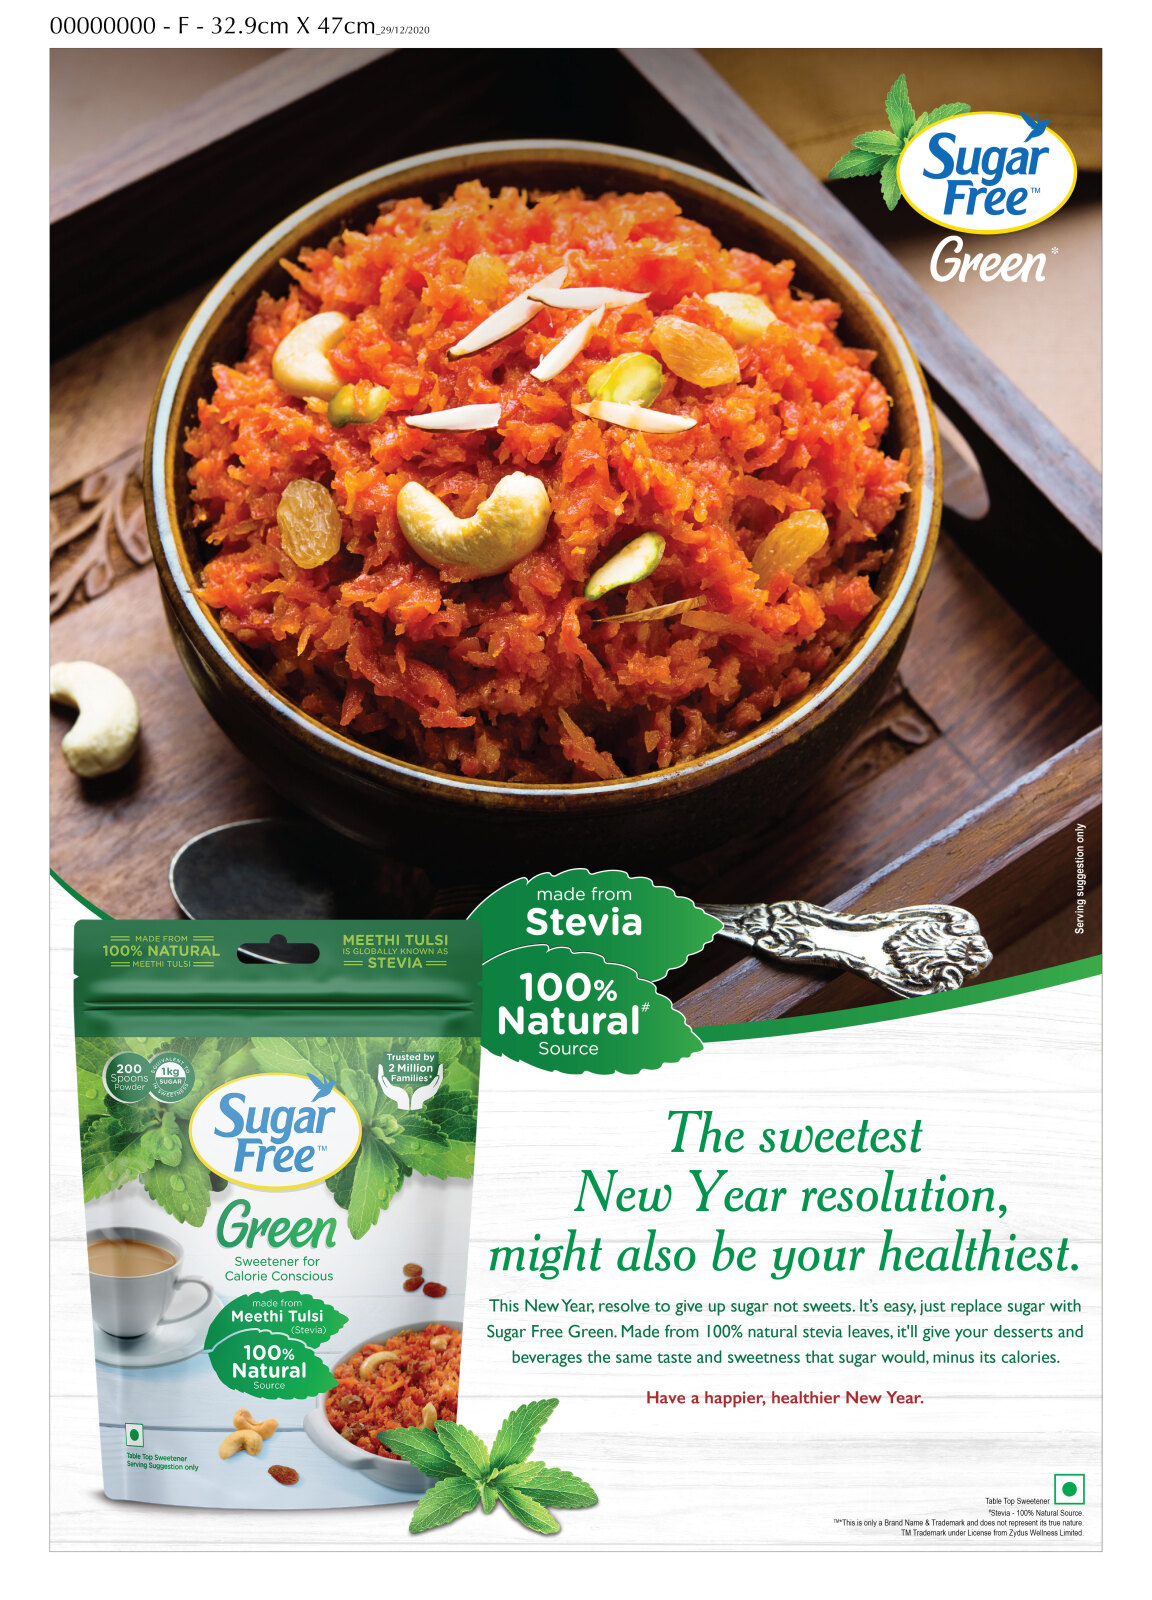 00000000 - F - 32.9cm X 47cm_29/12/2020
Sugar
Free™
Green*
Serving suggestion only
made from
Stevia
100%
Natural#
Source
MADE FROM
100% NATURAL
MEETHI TULSI
MEETHI TULSI
IS GLOBALLY KNOWN AS
STEVIA
200
Spoons
Powder
EQUIVALENT TO
1kg
SUGAR
IN SWEETNESS
Trusted by
2 Million
Families*
Sugar
Free™
Green
Sweetener for
Calorie Conscious
made from
Meethi Tulsi
(Stevia)
100%
Natural
Source
Table Top Sweetener
Serving Suggestion only
The sweetest
New Year resolution,
might also be your healthiest.
This New Year, resolve to give up sugar not sweets. It's easy, just replace sugar with
Sugar Free Green. Made from 100% natural stevia leaves, it'll give your desserts and
beverages the same taste and sweetness that sugar would, minus its calories.
Have a happier, healthier New Year.
Table Top Sweetener
#Stevia - 100% Natural Source.
™*This is only a Brand Name & Trademark and does not represent its true nature.
TM Trademark under License from Zydus Wellness Limited.